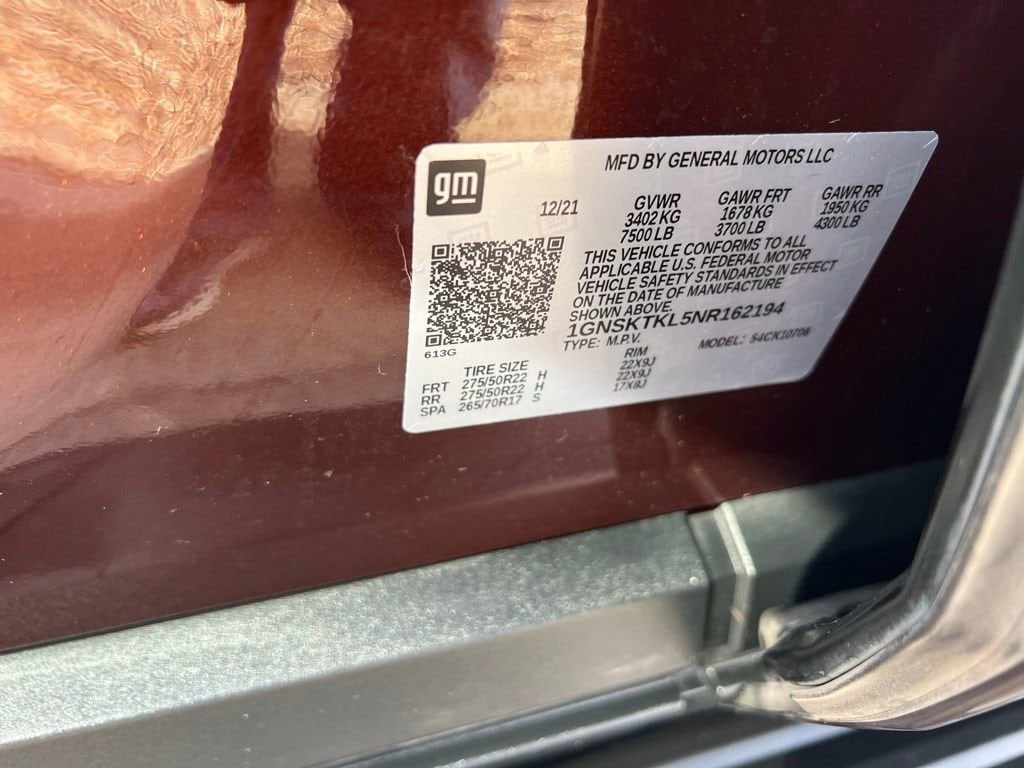 gm
MFD BY GENERAL MOTORS LLC
12/21
GVWR GAWR FRT GAWR RR
3402 KG 1678 KG 1950 KG
7500 LB 3700 LB 4300 LB
THIS VEHICLE CONFORMS TO ALL
APPLICABLE U.S. FEDERAL MOTOR
VEHICLE SAFETY STANDARDS IN EFFECT
ON THE DATE OF MANUFACTURE
SHOWN ABOVE.
1GNSKTKL5NR162194
TYPE: M.P.V. MODEL: 54CK10706
613G
TIRE SIZE RIM
FRT 275/50R22 H 22X9J
RR 275/50R22 H 22X9J
SPA 265/70R17 S 17X8J